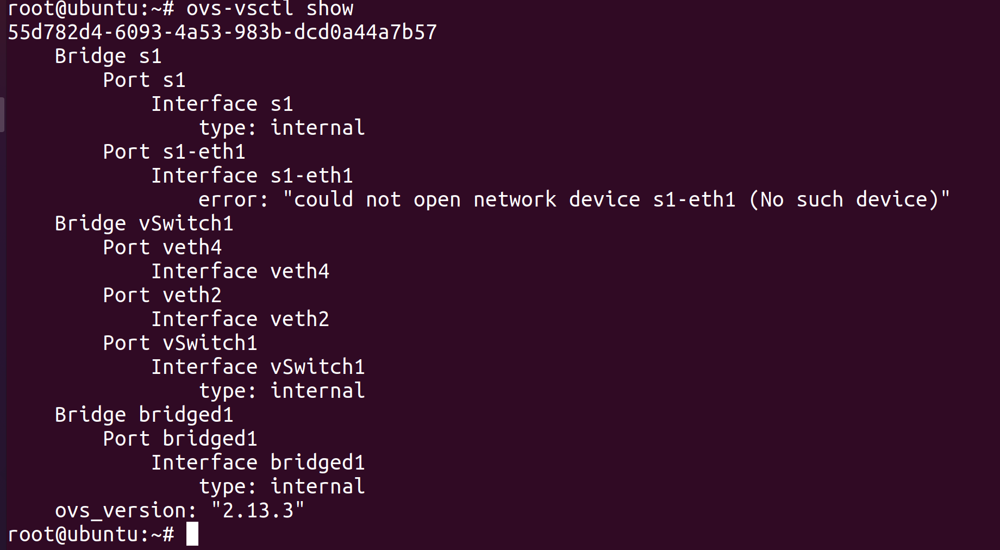 root@ubuntu:~# ovs-vsctl show
55d782d4-6093-4a53-983b-dcd0a44a7b57
    Bridge s1
        Port s1
            Interface s1
                type: internal
        Port s1-eth1
            Interface s1-eth1
                error: "could not open network device s1-eth1 (No such device)"
    Bridge vSwitch1
        Port veth4
            Interface veth4
        Port veth2
            Interface veth2
        Port vSwitch1
            Interface vSwitch1
                type: internal
    Bridge bridged1
        Port bridged1
            Interface bridged1
                type: internal
    ovs_version: "2.13.3"
root@ubuntu:~#